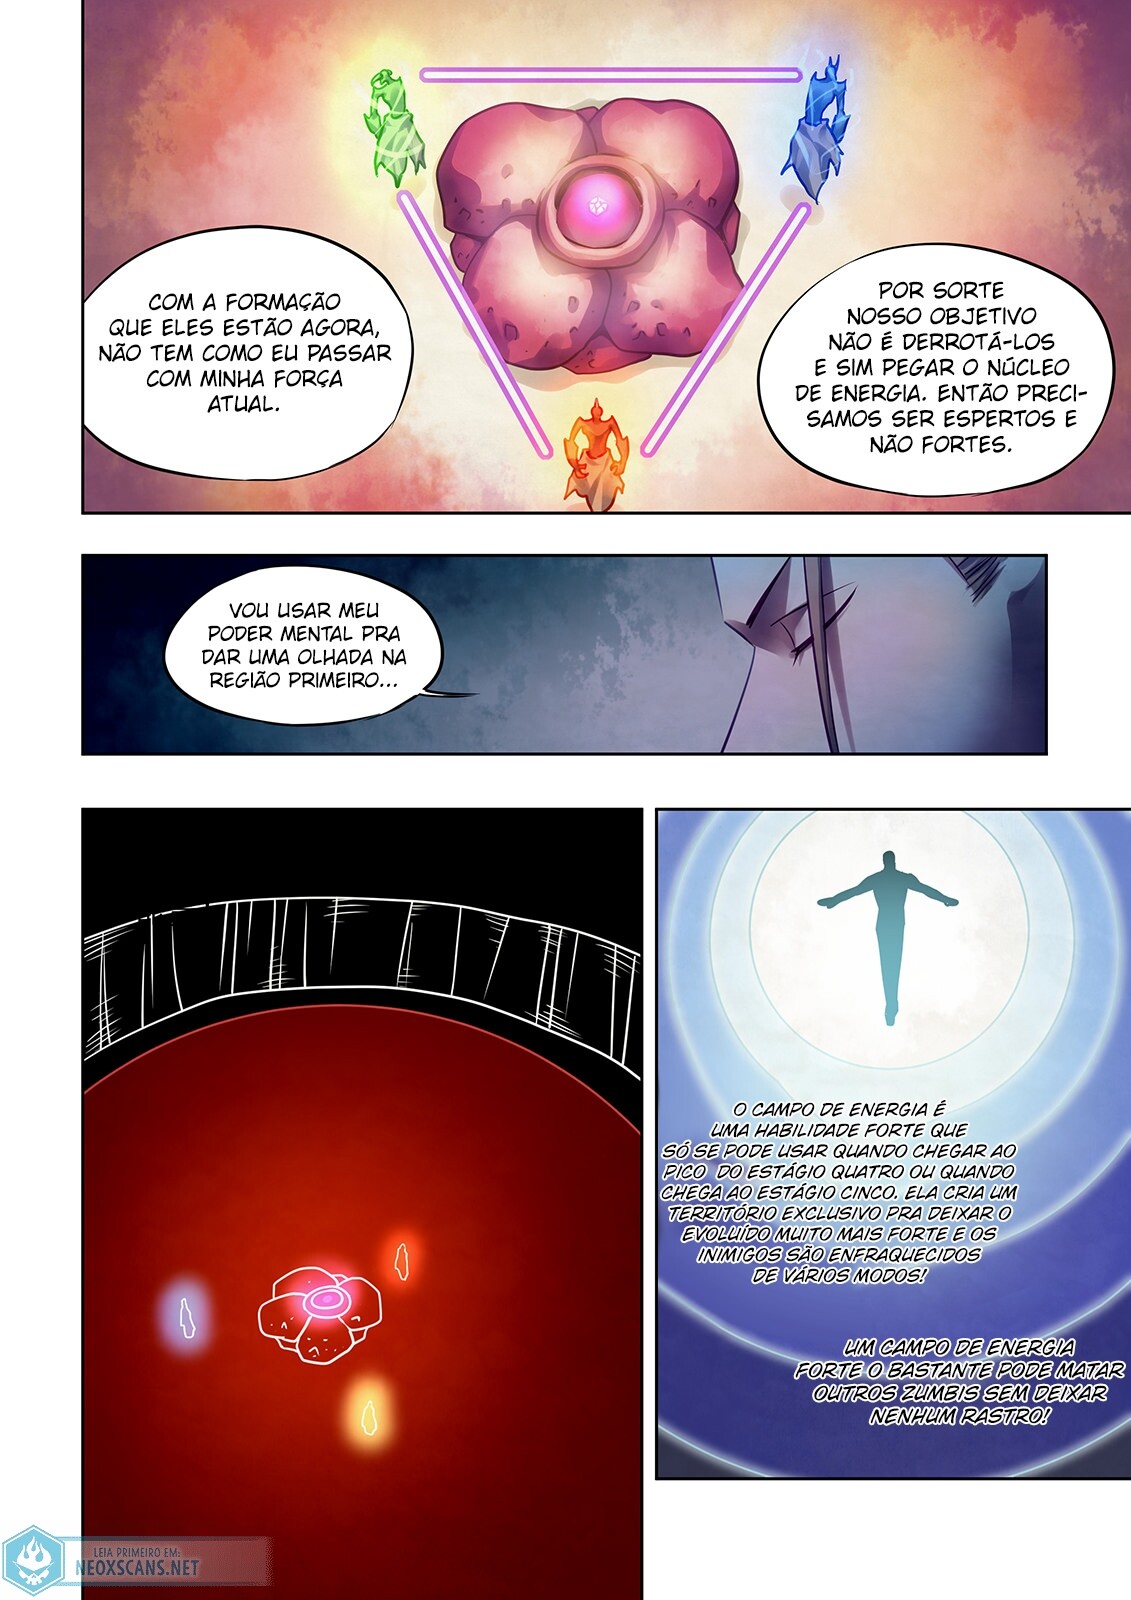 COM A FORMAÇÃO
QUE ELES ESTÃO AGORA,
NÃO TEM COMO EU PASSAR
COM MINHA FORÇA
ATUAL.
POR SORTE
NOSSO OBJETIVO
NÃO É DERROTÁ-LOS
E SIM PEGAR O NÚCLEO
DE ENERGIA. ENTÃO PRECI-
SAMOS SER ESPERTOS E
NÃO FORTES.
VOU USAR MEU
PODER MENTAL PRA
DAR UMA OLHADA NA
REGIÃO PRIMEIRO...
O CAMPO DE ENERGIA É
UMA HABILIDADE FORTE QUE
SÓ SE PODE USAR QUANDO CHEGAR AO
PICO DO ESTÁGIO QUATRO OU QUANDO
CHEGA AO ESTÁGIO CINCO. ELA CRIA UM
TERRITÓRIO EXCLUSIVO PRA DEIXAR O
EVOLUÍDO MUITO MAIS FORTE E OS
INIMIGOS SÃO ENFRAQUECIDOS
DE VÁRIOS MODOS!
UM CAMPO DE ENERGIA
FORTE O BASTANTE PODE MATAR
OUTROS ZUMBIS SEM DEIXAR
NENHUM RASTRO!
LEIA PRIMEIRO EM:
NEOXSCANS.NET